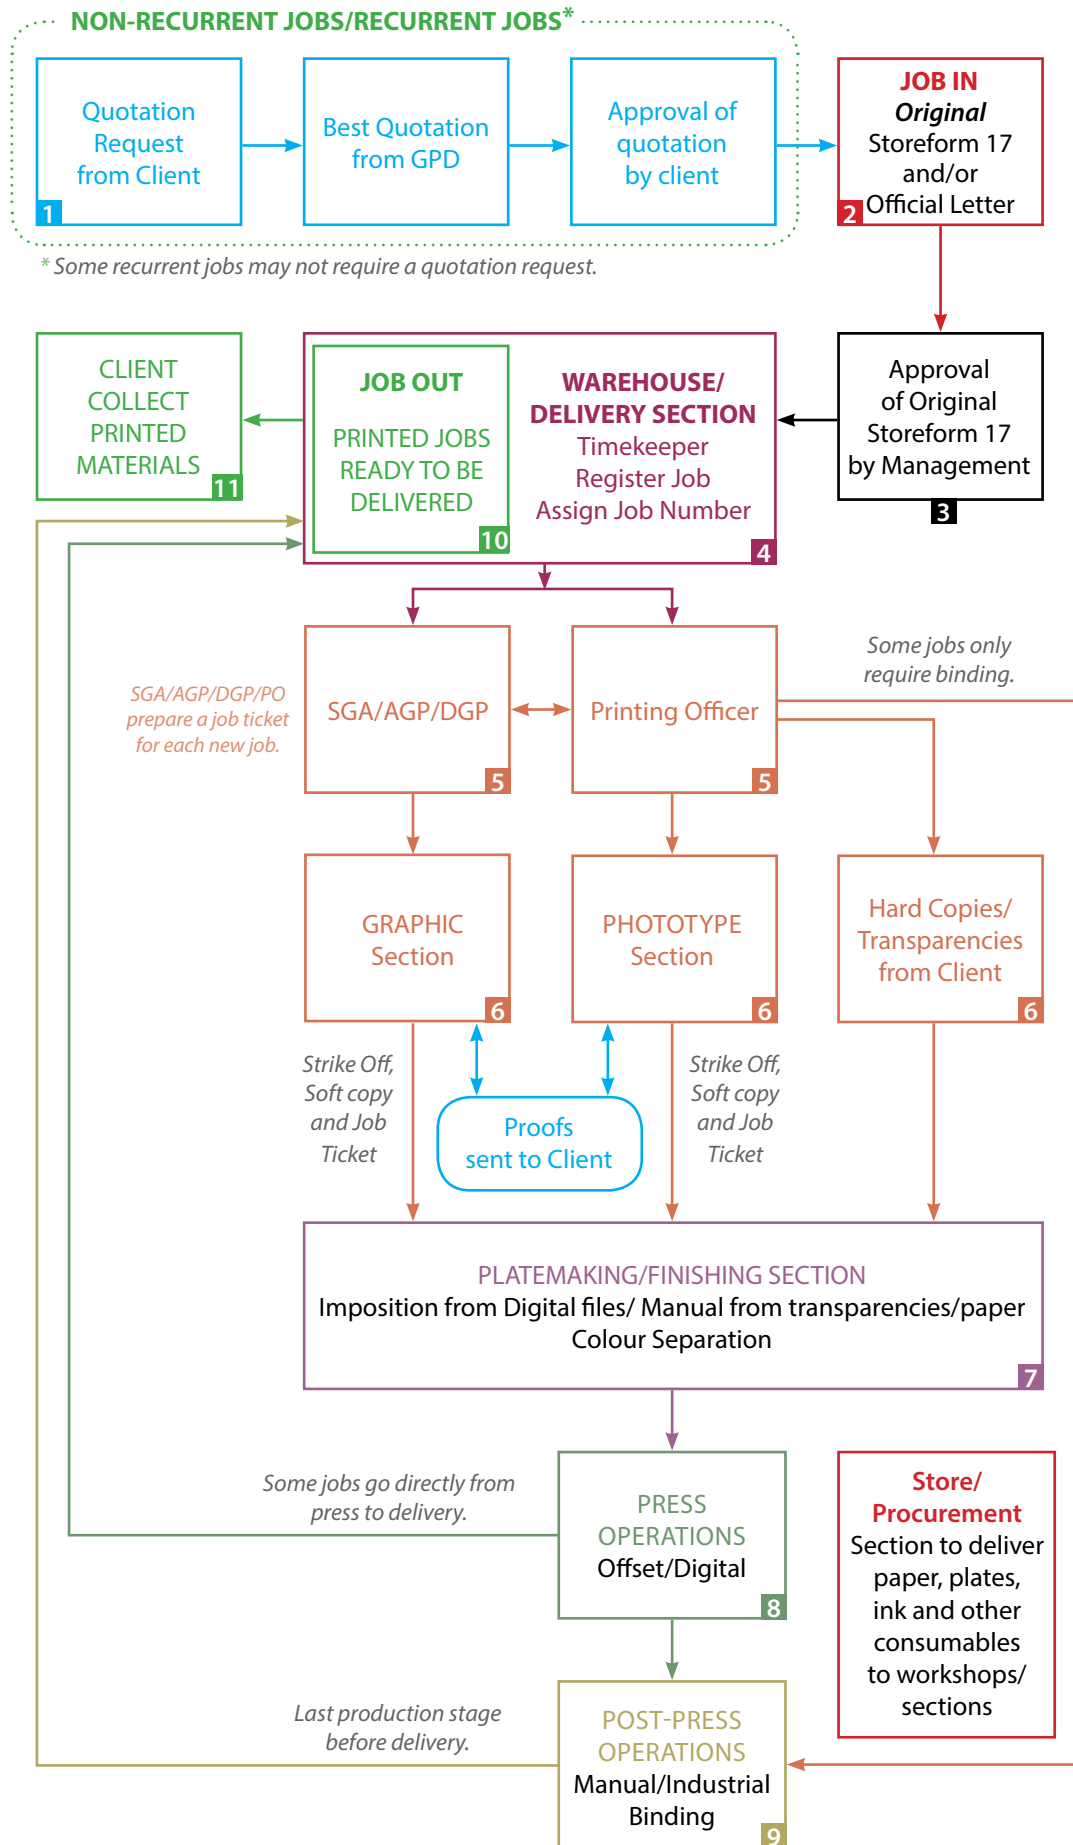 NON-RECURRENT JOBS/RECURRENT JOBS*
Quotation
Request
from Client
1
Best Quotation
from GPD
Approval of
quotation
by client
JOB IN
Original
Storeform 17
and/or
Official Letter
2
* Some recurrent jobs may not require a quotation request.
CLIENT
COLLECT
PRINTED
MATERIALS
11
JOB OUT
PRINTED JOBS
READY TO BE
DELIVERED
10
WAREHOUSE/
DELIVERY SECTION
Timekeeper
Register Job
Assign Job Number
4
Approval
of Original
Storeform 17
by Management
3
SGA/AGP/DGP/PO
prepare a job ticket
for each new job.
SGA/AGP/DGP
5
Printing Officer
5
Some jobs only
require binding.
GRAPHIC
Section
6
PHOTOTYPE
Section
6
Hard Copies/
Transparencies
from Client
6
Strike Off,
Soft copy
and Job
Ticket
Proofs
sent to Client
Strike Off,
Soft copy
and Job
Ticket
PLATEMAKING/FINISHING SECTION
Imposition from Digital files/ Manual from transparencies/paper
Colour Separation
7
Some jobs go directly from
press to delivery.
PRESS
OPERATIONS
Offset/Digital
8
Store/
Procurement
Section to deliver
paper, plates,
ink and other
consumables
to workshops/
sections
Last production stage
before delivery.
POST-PRESS
OPERATIONS
Manual/Industrial
Binding
9